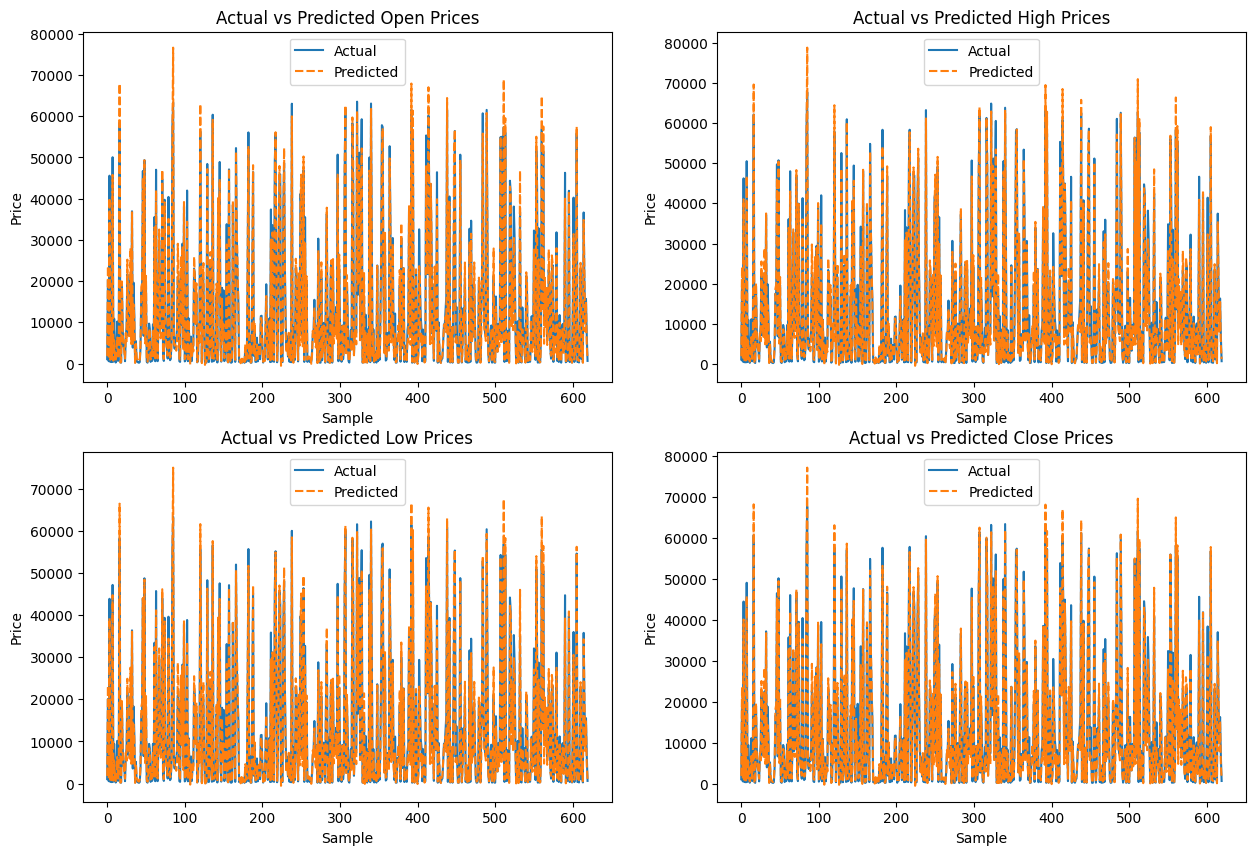 Actual vs Predicted Open Prices
80000
70000
60000
50000
40000
30000
20000
10000
0
Price
Actual
Predicted
0 100 200 300 400 500 600
Sample
Actual vs Predicted High Prices
80000
70000
60000
50000
40000
30000
20000
10000
0
Price
Actual
Predicted
0 100 200 300 400 500 600
Sample
Actual vs Predicted Low Prices
70000
60000
50000
40000
30000
20000
10000
0
Price
Actual
Predicted
0 100 200 300 400 500 600
Sample
Actual vs Predicted Close Prices
80000
70000
60000
50000
40000
30000
20000
10000
0
Price
Actual
Predicted
0 100 200 300 400 500 600
Sample